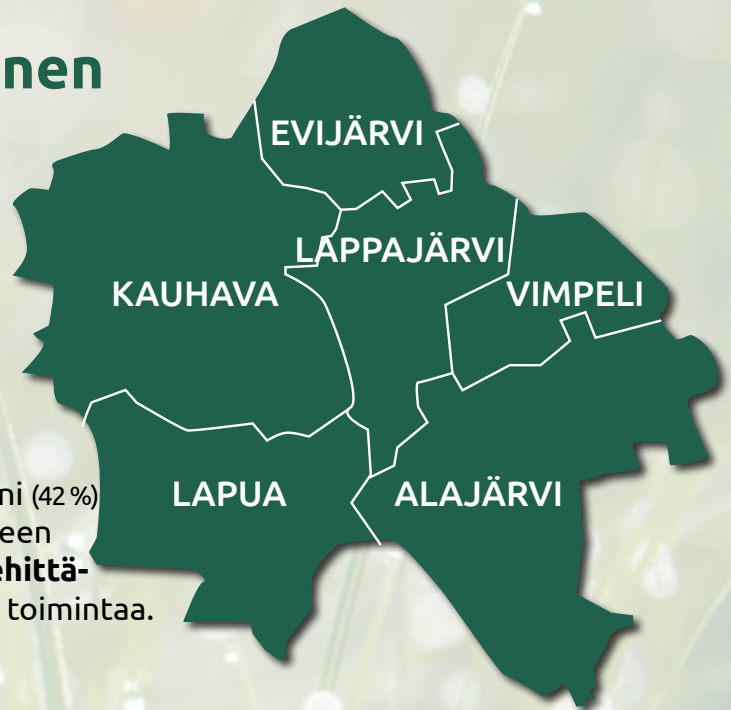 nen
EVIJÄRVI
LAPPAJÄRVI
KAUHAVA
VIMPELI
LAPUA
ALAJÄRVI
ni (42 %)
een
ehittä-
toimintaa.